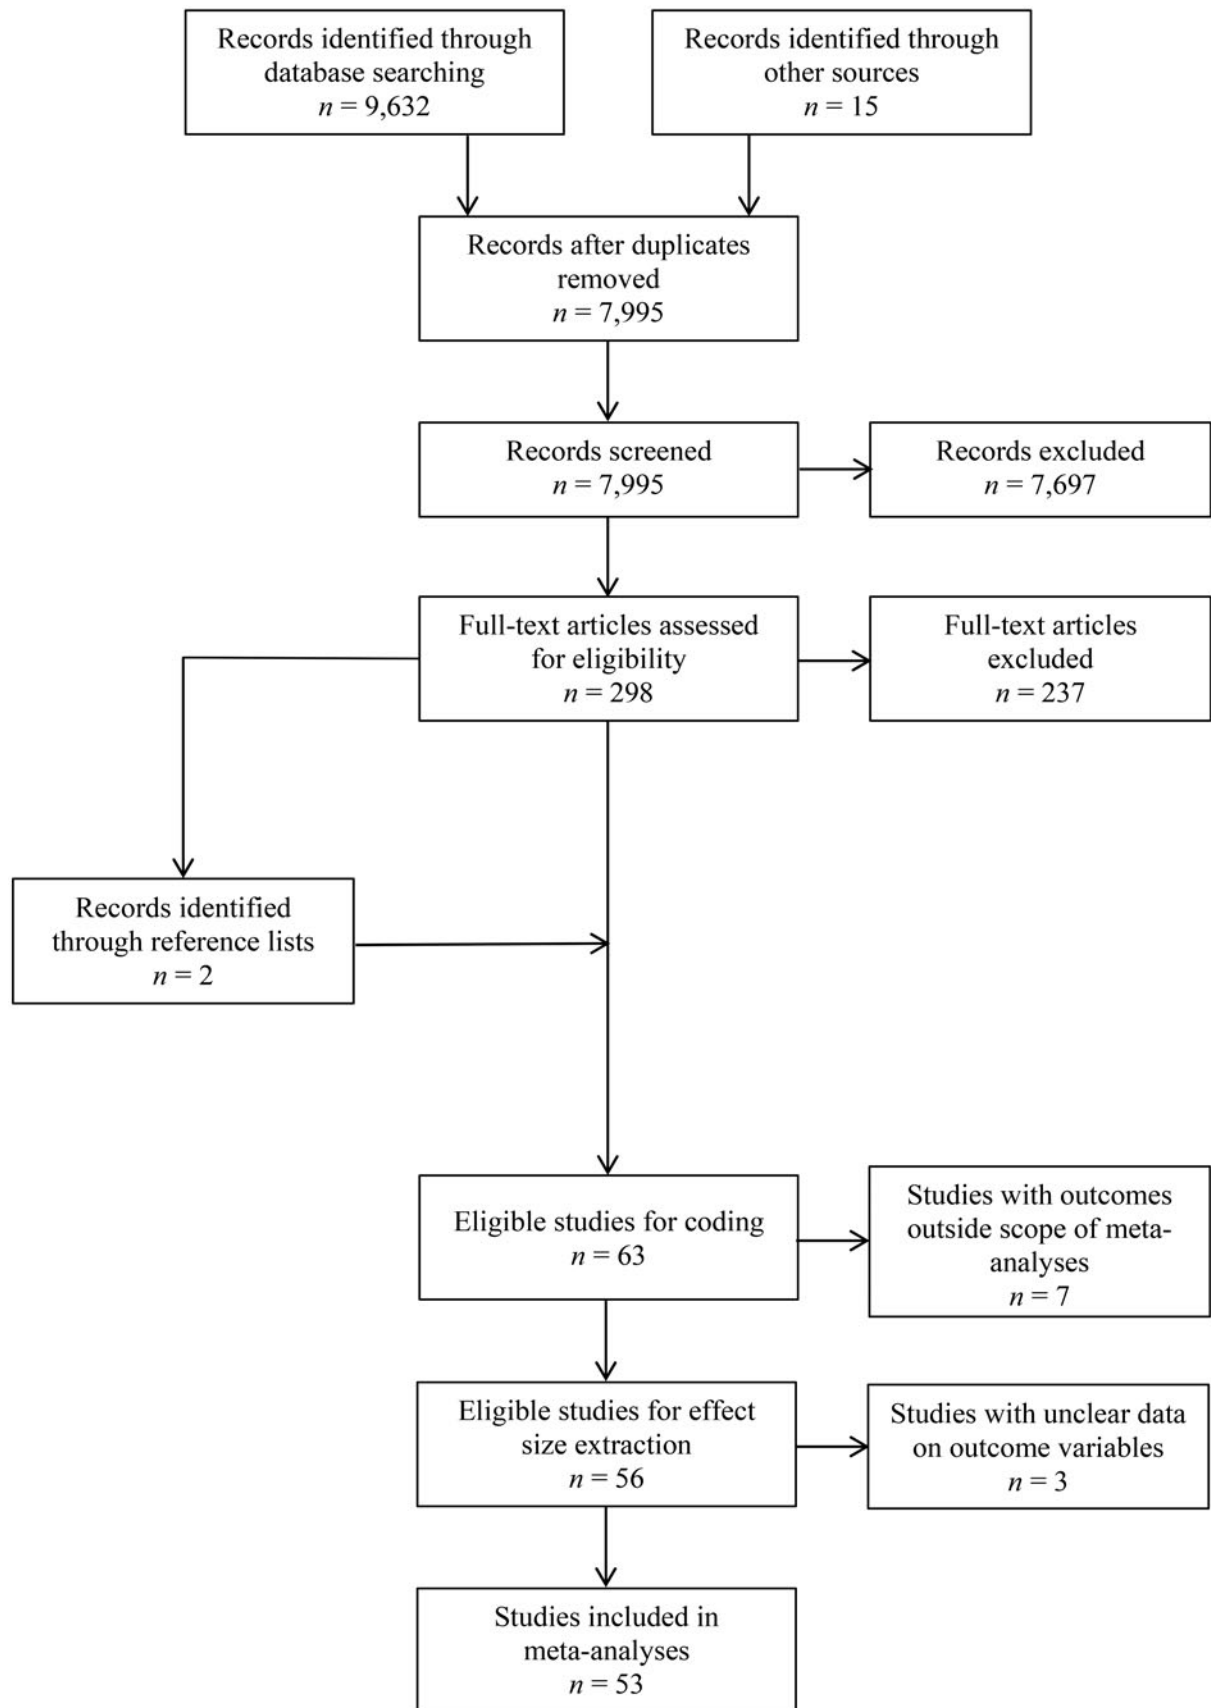 Records identified through
database searching
n = 9,632
Records identified through
other sources
n = 15
Records after duplicates
removed
n = 7,995
Records screened
n = 7,995
Records excluded
n = 7,697
Full-text articles assessed
for eligibility
n = 298
Full-text articles
excluded
n = 237
Records identified
through reference lists
n = 2
Eligible studies for coding
n = 63
Studies with outcomes
outside scope of meta-
analyses
n = 7
Eligible studies for effect
size extraction
n = 56
Studies with unclear data
on outcome variables
n = 3
Studies included in
meta-analyses
n = 53